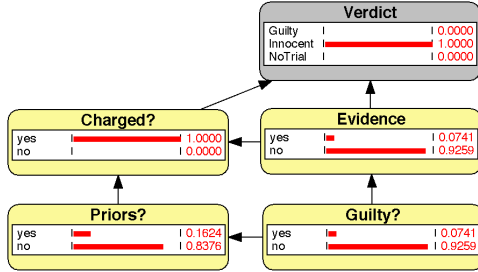 Verdict
Guilty 0.0000
Innocent 1.0000
NoTrial 0.0000
Charged?
yes 1.0000
no 0.0000
Evidence
yes 0.0741
no 0.9259
Priors?
yes 0.1624
no 0.8376
Guilty?
yes 0.0741
no 0.9259